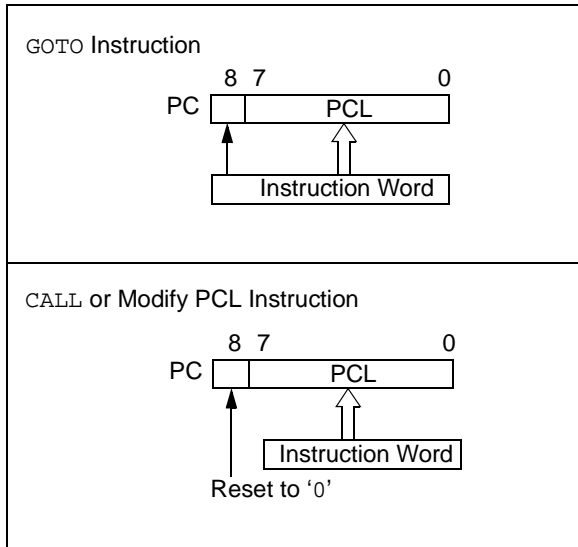 GOTO Instruction
8 7 0
PC PCL
Instruction Word
CALL or Modify PCL Instruction
8 7 0
PC PCL
Instruction Word
Reset to ‘0’